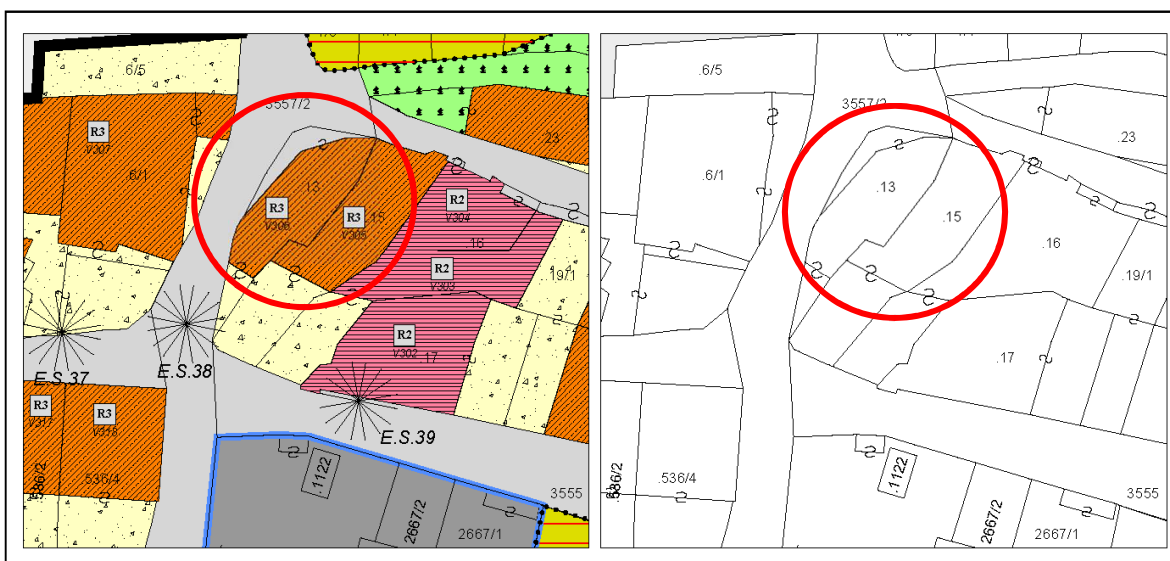 .6/5
3557/2
R3
V307
.6/1
.23
.13
R3
V306
R3
V305
.15
R2
V304
.16
R2
V303
.19/1
R2
V302
.17
E.S.37
E.S.38
E.S.39
R3
V317
R3
V318
.586/2
536/4
.1122
2667/2
2667/1
3555
.6/5
3557/2
.6/1
.23
.13
.15
.16
.19/1
.17
.536/4
.1122
2667/2
2667/1
3555